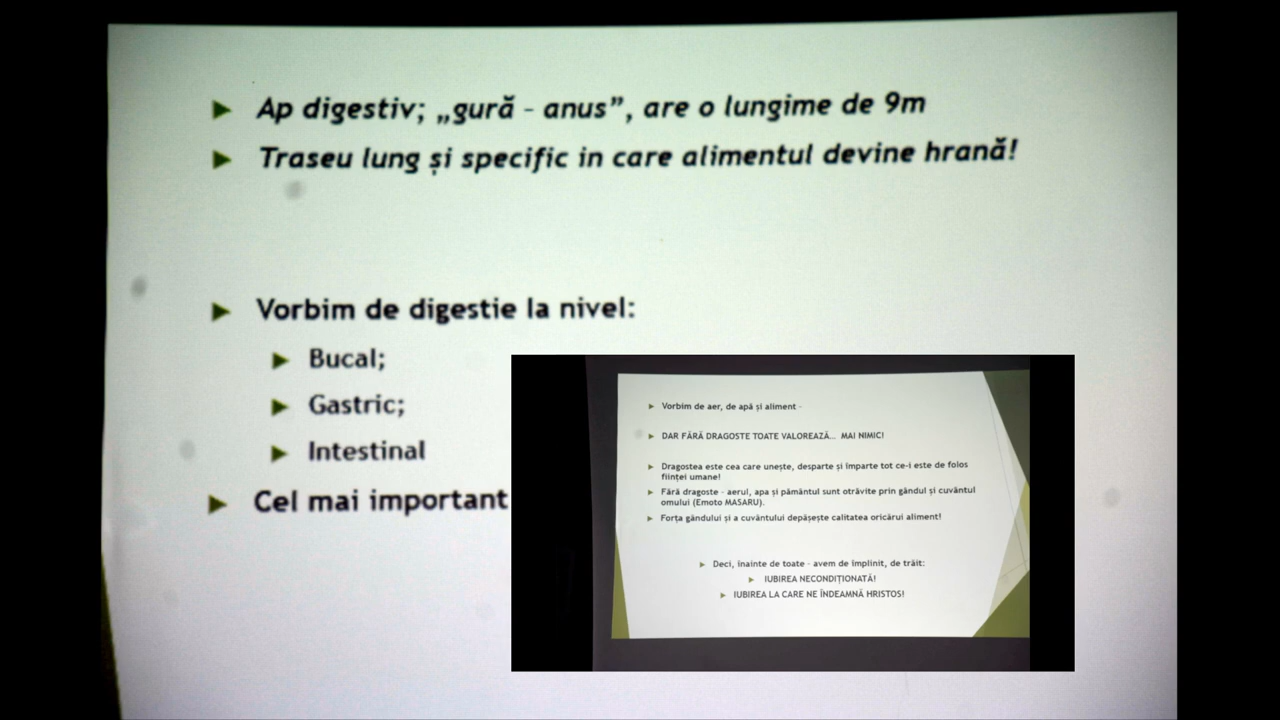 Ap digestiv; „gură – anus”, are o lungime de 9m
Traseu lung și specific in care alimentul devine hrană!
Vorbim de digestie la nivel:
Bucal;
Gastric;
Intestinal
Cel mai important
Vorbim de aer, de apă și aliment –
DAR FĂRĂ DRAGOSTE TOATE VALOREAZĂ... MAI NIMIC!
Dragostea este cea care unește, desparte și împarte tot ce-i este de folos
ființei umane!
Fără dragoste – aerul, apa și pământul sunt otrăvite prin gândul și cuvântul
omului (Emoto MASARU).
Forța gândului și a cuvântului depășește calitatea oricărui aliment!
Deci, înainte de toate – avem de împlinit, de trăit:
IUBIREA NECONDIȚIONATĂ!
IUBIREA LA CARE NE ÎNDEAMNĂ HRISTOS!